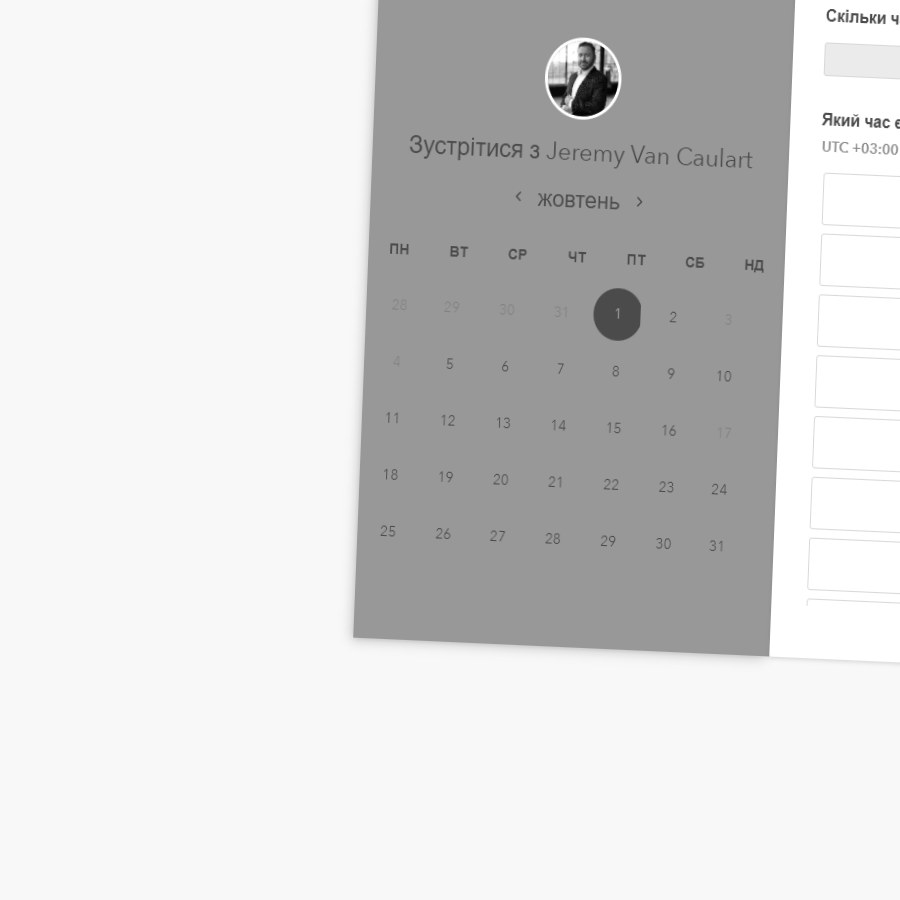 Зустрітися з Jeremy Van Caulart
‹ жовтень ›
ПН ВТ СР ЧТ ПТ СБ НД
28 29 30 31 1 2 3
4 5 6 7 8 9 10
11 12 13 14 15 16 17
18 19 20 21 22 23 24
25 26 27 28 29 30 31
Скільки ч
Який час є
UTC +03:00